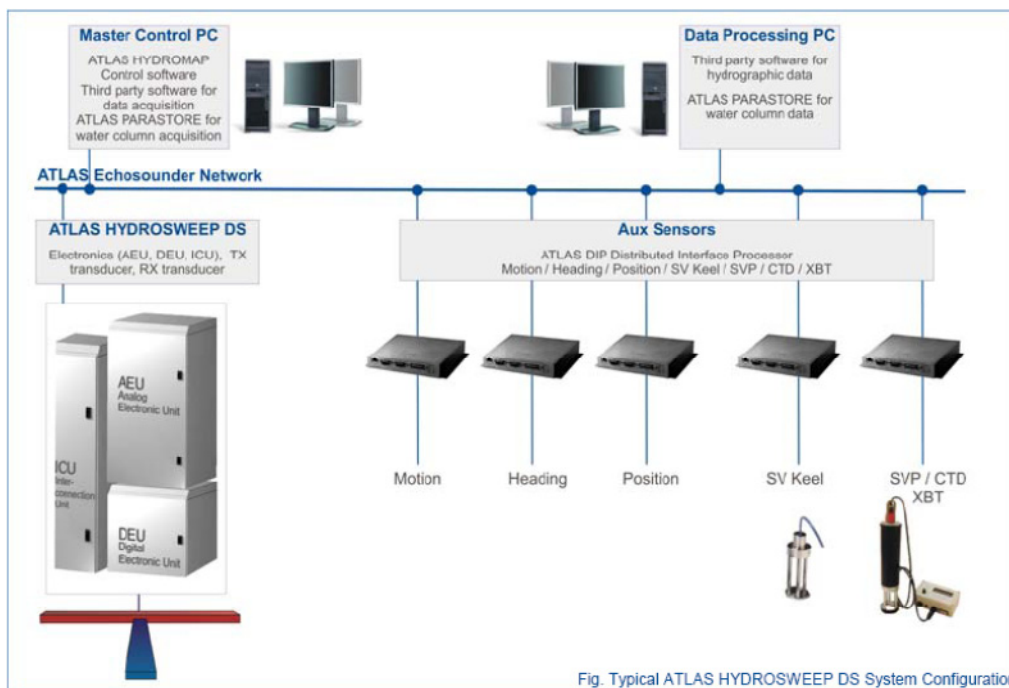 Master Control PC
ATLAS HYDROMAP
Control software
Third party software for
data acquisition
ATLAS PARASTORE for
water column acquisition
Data Processing PC
Third party software for
hydrographic data
ATLAS PARASTORE for
water column data
ATLAS Echosounder Network
ATLAS HYDROSWEEP DS
Electronics (AEU, DEU, ICU), TX
transducer, RX transducer
Aux Sensors
ATLAS DIP Distributed Interface Processor
Motion / Heading / Position / SV Keel / SVP / CTD / XBT
AEU
Analog
Electronic Unit
ICU
Inter-
connection
Unit
DEU
Digital
Electronic Unit
Motion
Heading
Position
SV Keel
SVP / CTD
XBT
Fig. Typical ATLAS HYDROSWEEP DS System Configuration